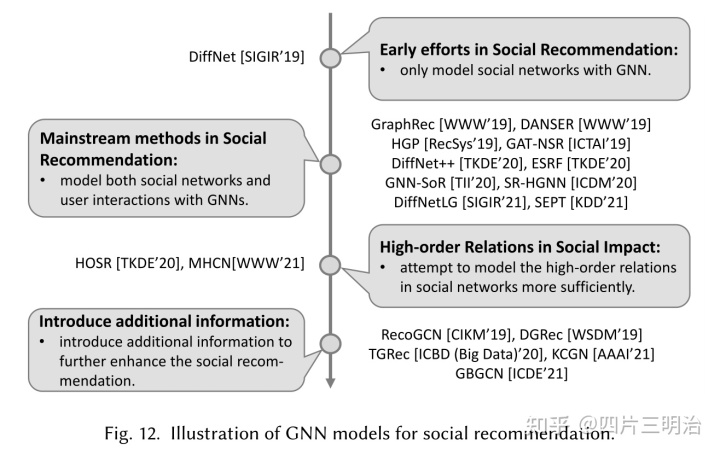 DiffNet [SIGIR'19]
Early efforts in Social Recommendation:
• only model social networks with GNN.
Mainstream methods in Social
Recommendation:
• model both social networks and
user interactions with GNNs.
GraphRec [WWW'19], DANSER [WWW'19]
HGP [RecSys'19], GAT-NSR [ICTAI'19]
DiffNet++ [TKDE'20], ESRF [TKDE'20]
GNN-SoR [TII'20], SR-HGNN [ICDM'20]
DiffNetLG [SIGIR'21], SEPT [KDD'21]
HOSR [TKDE'20], MHCN[WWW'21]
High-order Relations in Social Impact:
• attempt to model the high-order relations
in social networks more sufficiently.
Introduce additional information:
• introduce additional information to
further enhance the social recom-
mendation.
RecoGCN [CIKM'19], DGRec [WSDM'19]
TGRec [ICBD (Big Data)'20], KCGN [AAAI'21]
GBGCN [ICDE'21]
知乎 @四片三明治
Fig. 12. Illustration of GNN models for social recommendation.